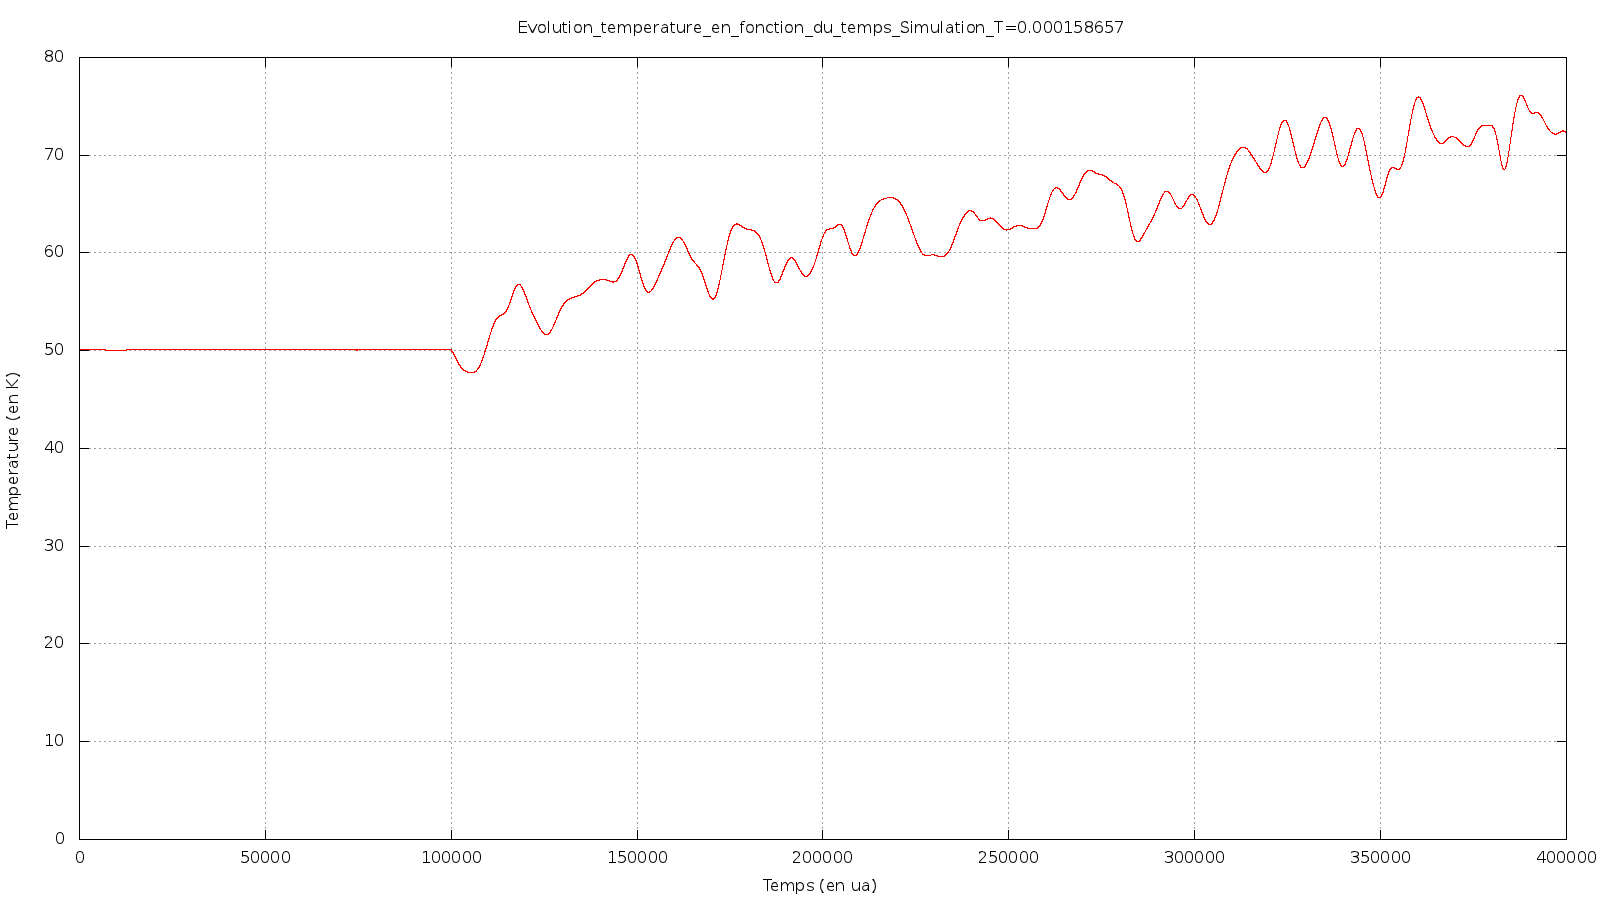 Evolution_temperature_en_fonction_du_temps_Simulation_T=0.000158657
80
70
60
50
40
30
20
10
0
Temperature (en K)
0 50000 100000 150000 200000 250000 300000 350000 400000
Temps (en ua)